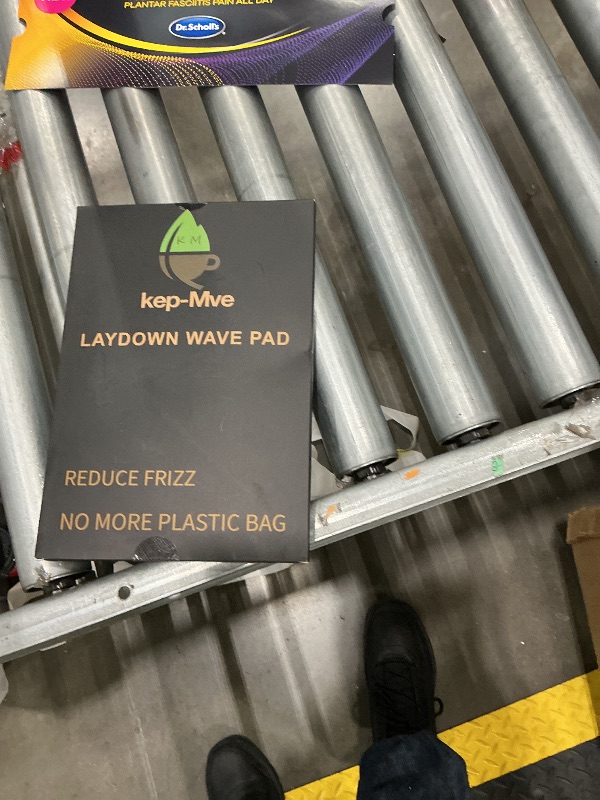 PLANTAR FASCIITIS PAIN ALL DAY
Dr. Scholl's
KM
kep-Mve
LAYDOWN WAVE PAD
REDUCE FRIZZ
NO MORE PLASTIC BAG